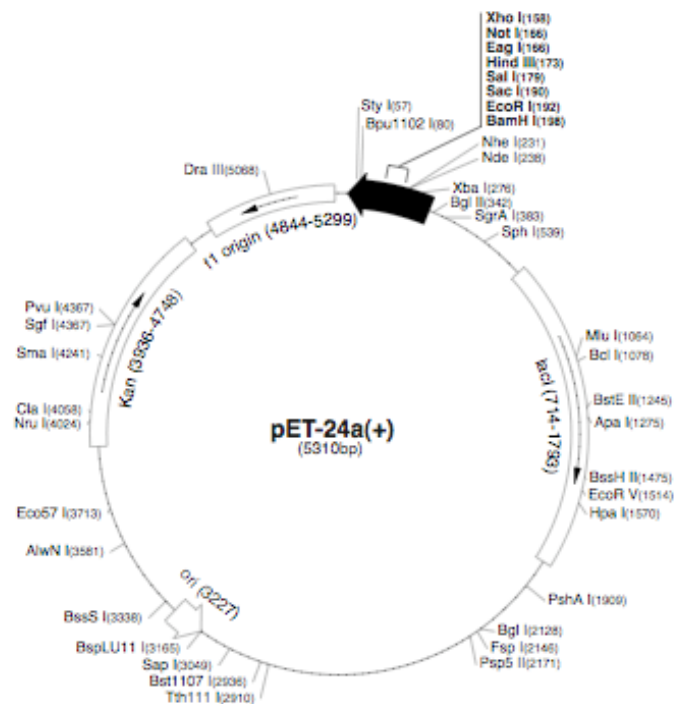 Xho I(158)
Not I(166)
Eag I(166)
Hind III(173)
Sal I(179)
Sac I(190)
EcoR I(192)
BamH I(198)
Sty I(57)
Bpu1102 I(80)
Nhe I(231)
Nde I(238)
Xba I(276)
Bgl II(342)
SgrA I(383)
Sph I(539)
Dra III(5068)
f1 origin (4844-5299)
Pvu I(4367)
Sgf I(4367)
Sma I(4241)
Kan (3936-4748)
Cla I(4058)
Nru I(4024)
Mlu I(1064)
Bcl I(1078)
BstE II(1245)
Apa I(1275)
lacI (714-1793)
BssH II(1475)
EcoR V(1514)
Hpa I(1570)
pET-24a(+)
(5310bp)
Eco57 I(3713)
AlwN I(3581)
ori (3227)
BssS I(3338)
BspLU11 I(3165)
Sap I(3049)
Bst1107 I(2936)
Tth111 I(2910)
PshA I(1909)
Bgl I(2128)
Fsp I(2146)
Psp5 II(2171)